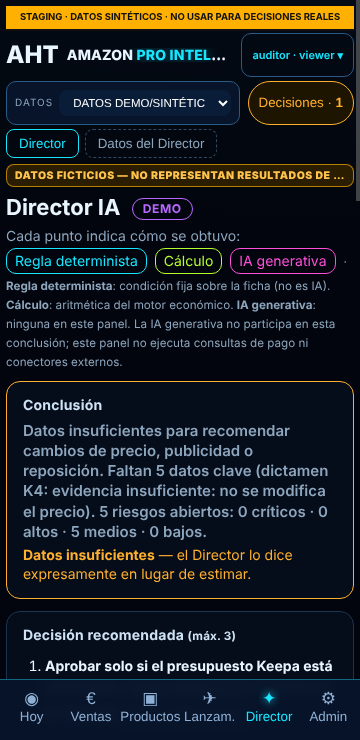 STAGING · DATOS SINTÉTICOS · NO USAR PARA DECISIONES REALES
AHT AMAZON PRO INTEL... auditor · viewer ▾
DATOS DATOS DEMO/SINTÉTIC Decisiones · 1
Director Datos del Director
DATOS FICTICIOS — NO REPRESENTAN RESULTADOS DE ...
Director IA DEMO
Cada punto indica cómo se obtuvo:
Regla determinista Cálculo IA generativa ·
Regla determinista: condición fija sobre la ficha (no es IA).
Cálculo: aritmética del motor económico. IA generativa:
ninguna en este panel. La IA generativa no participa en esta
conclusión; este panel no ejecuta consultas de pago ni
conectores externos.
Conclusión
Datos insuficientes para recomendar
cambios de precio, publicidad o
reposición. Faltan 5 datos clave (dictamen
K4: evidencia insuficiente: no se modifica
el precio). 5 riesgos abiertos: 0 críticos · 0
altos · 5 medios · 0 bajos.
Datos insuficientes — el Director lo dice
expresamente en lugar de estimar.
Decisión recomendada (máx. 3)
1. Aprobar solo si el presupuesto Keepa está
Hoy Ventas Productos Lanzam. Director Admin